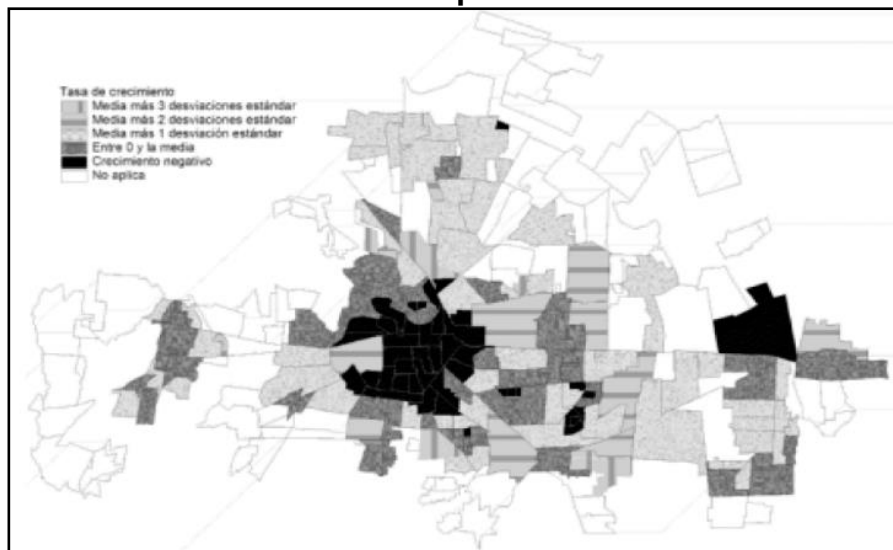 Tasa de crecimiento
Media más 3 desviaciones estándar
Media más 2 desviaciones estándar
Media más 1 desviación estándar
Entre 0 y la media
Crecimiento negativo
No aplica